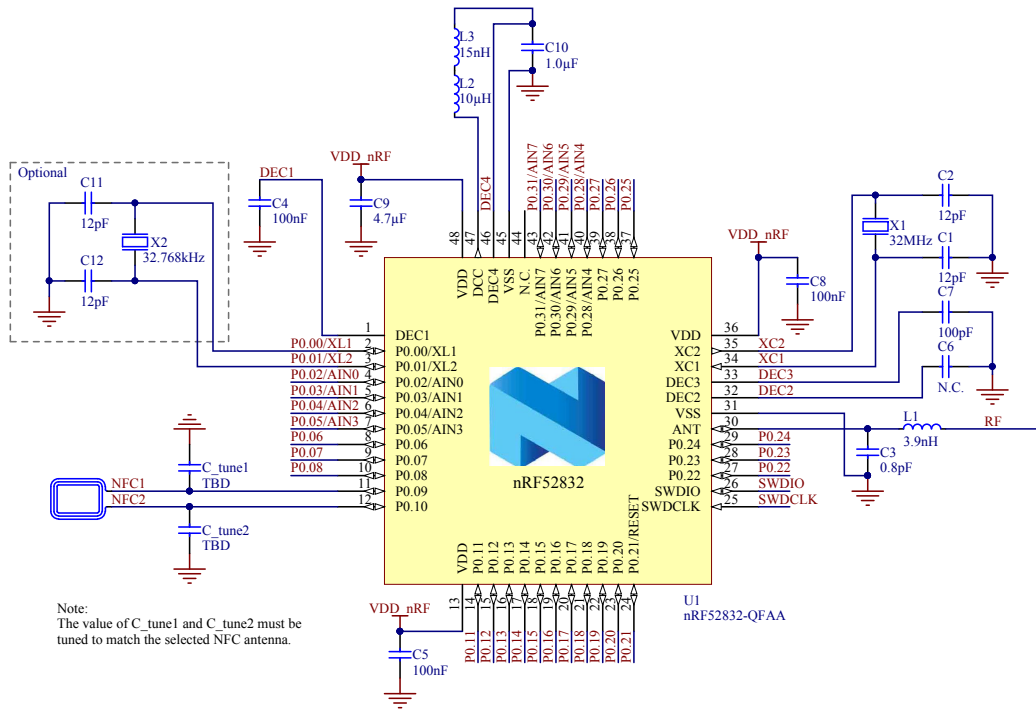 L3
15nH
L2
10µH
C10
1.0µF
Optional
C11
12pF
X2
32.768kHz
C12
12pF
DEC1
C4
100nF
VDD_nRF
C9
4.7µF
DEC4
P0.31/AIN7
P0.30/AIN6
P0.29/AIN5
P0.28/AIN4
P0.27
P0.26
P0.25
48
47
46
45
44
43
42
41
40
39
38
37
VDD
DCC
DEC4
VSS
N.C.
P0.31/AIN7
P0.30/AIN6
P0.29/AIN5
P0.28/AIN4
P0.27
P0.26
P0.25
C2
12pF
X1
32MHz
C1
12pF
VDD_nRF
C8
100nF
C7
100pF
C6
N.C.
P0.00/XL1
P0.01/XL2
P0.02/AIN0
P0.03/AIN1
P0.04/AIN2
P0.05/AIN3
P0.06
P0.07
P0.08
NFC1
NFC2
1
2
3
4
5
6
7
8
9
10
11
12
DEC1
P0.00/XL1
P0.01/XL2
P0.02/AIN0
P0.03/AIN1
P0.04/AIN2
P0.05/AIN3
P0.06
P0.07
P0.08
P0.09
P0.10
nRF52832
VDD
XC2
XC1
DEC3
DEC2
VSS
ANT
P0.24
P0.23
P0.22
SWDIO
SWDCLK
36
35
34
33
32
31
30
29
28
27
26
25
XC2
XC1
DEC3
DEC2
P0.24
P0.23
P0.22
SWDIO
SWDCLK
L1
3.9nH
RF
C3
0.8pF
C_tune1
TBD
C_tune2
TBD
VDD
P0.11
P0.12
P0.13
P0.14
P0.15
P0.16
P0.17
P0.18
P0.19
P0.20
P0.21/RESET
13
14
15
16
17
18
19
20
21
22
23
24
P0.11
P0.12
P0.13
P0.14
P0.15
P0.16
P0.17
P0.18
P0.19
P0.20
P0.21
VDD_nRF
C5
100nF
U1
nRF52832-QFAA
Note:
The value of C_tune1 and C_tune2 must be
tuned to match the selected NFC antenna.